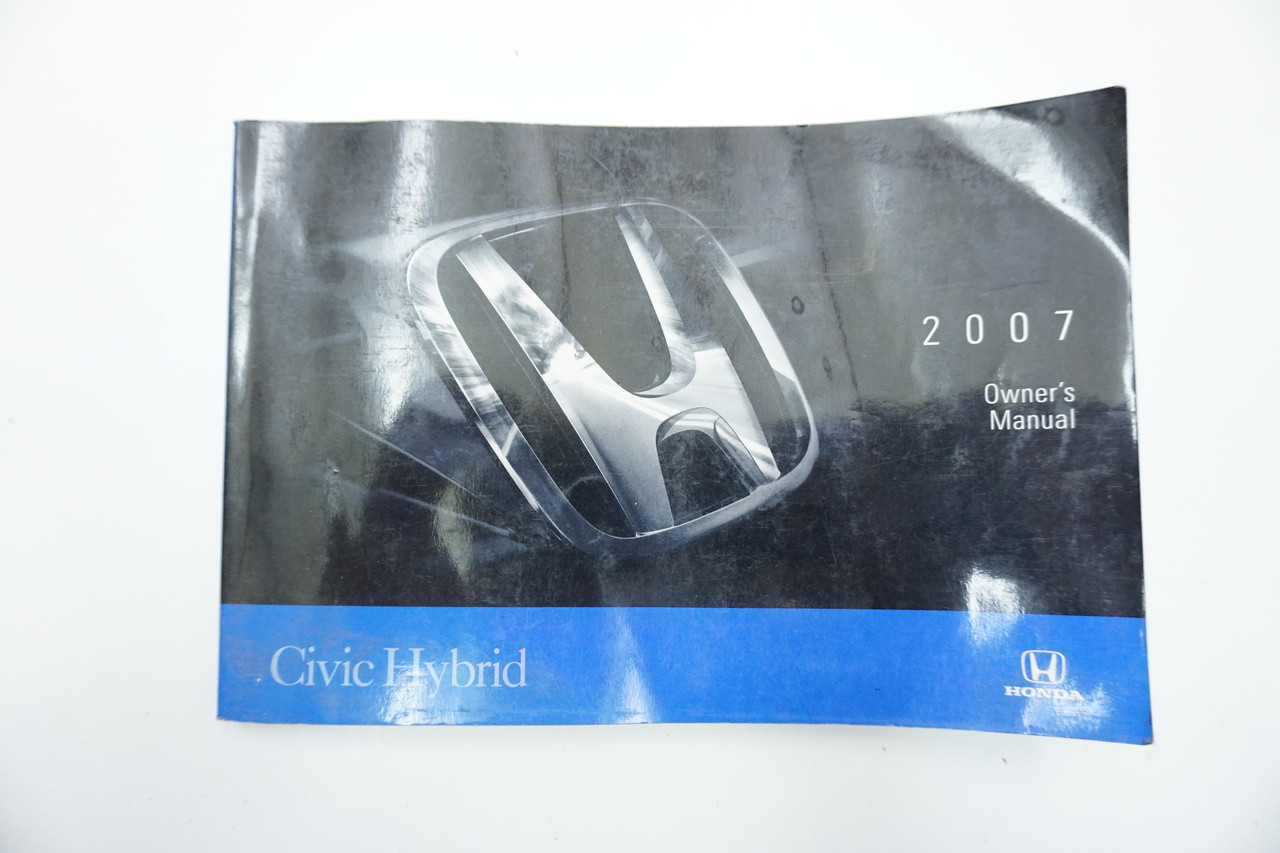 2007
Owner's
Manual
Civic Hybrid
HONDA